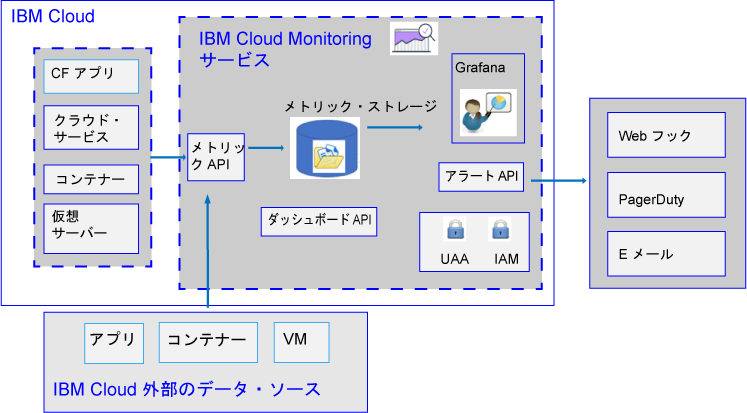 IBM Cloud
CF アプリ
クラウド・
サービス
コンテナー
仮想
サーバー
IBM Cloud Monitoring
サービス
メトリッ
ク API
メトリック・ストレージ
ダッシュボード API
Grafana
アラート API
UAA
IAM
Web フック
PagerDuty
E メール
アプリ
コンテナー
VM
IBM Cloud 外部のデータ・ソース